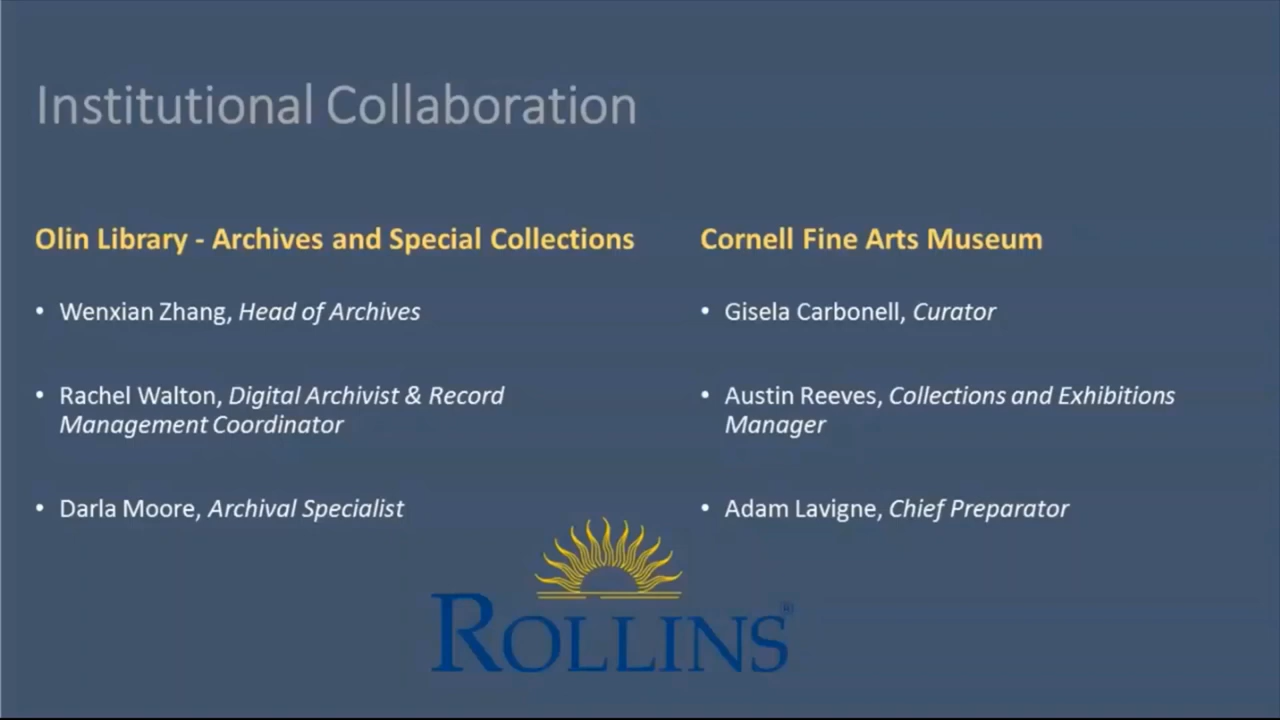 Institutional Collaboration
Olin Library - Archives and Special Collections
• Wenxian Zhang, Head of Archives
• Rachel Walton, Digital Archivist & Record
Management Coordinator
• Darla Moore, Archival Specialist
Cornell Fine Arts Museum
• Gisela Carbonell, Curator
• Austin Reeves, Collections and Exhibitions
Manager
• Adam Lavigne, Chief Preparator
ROLLINS®